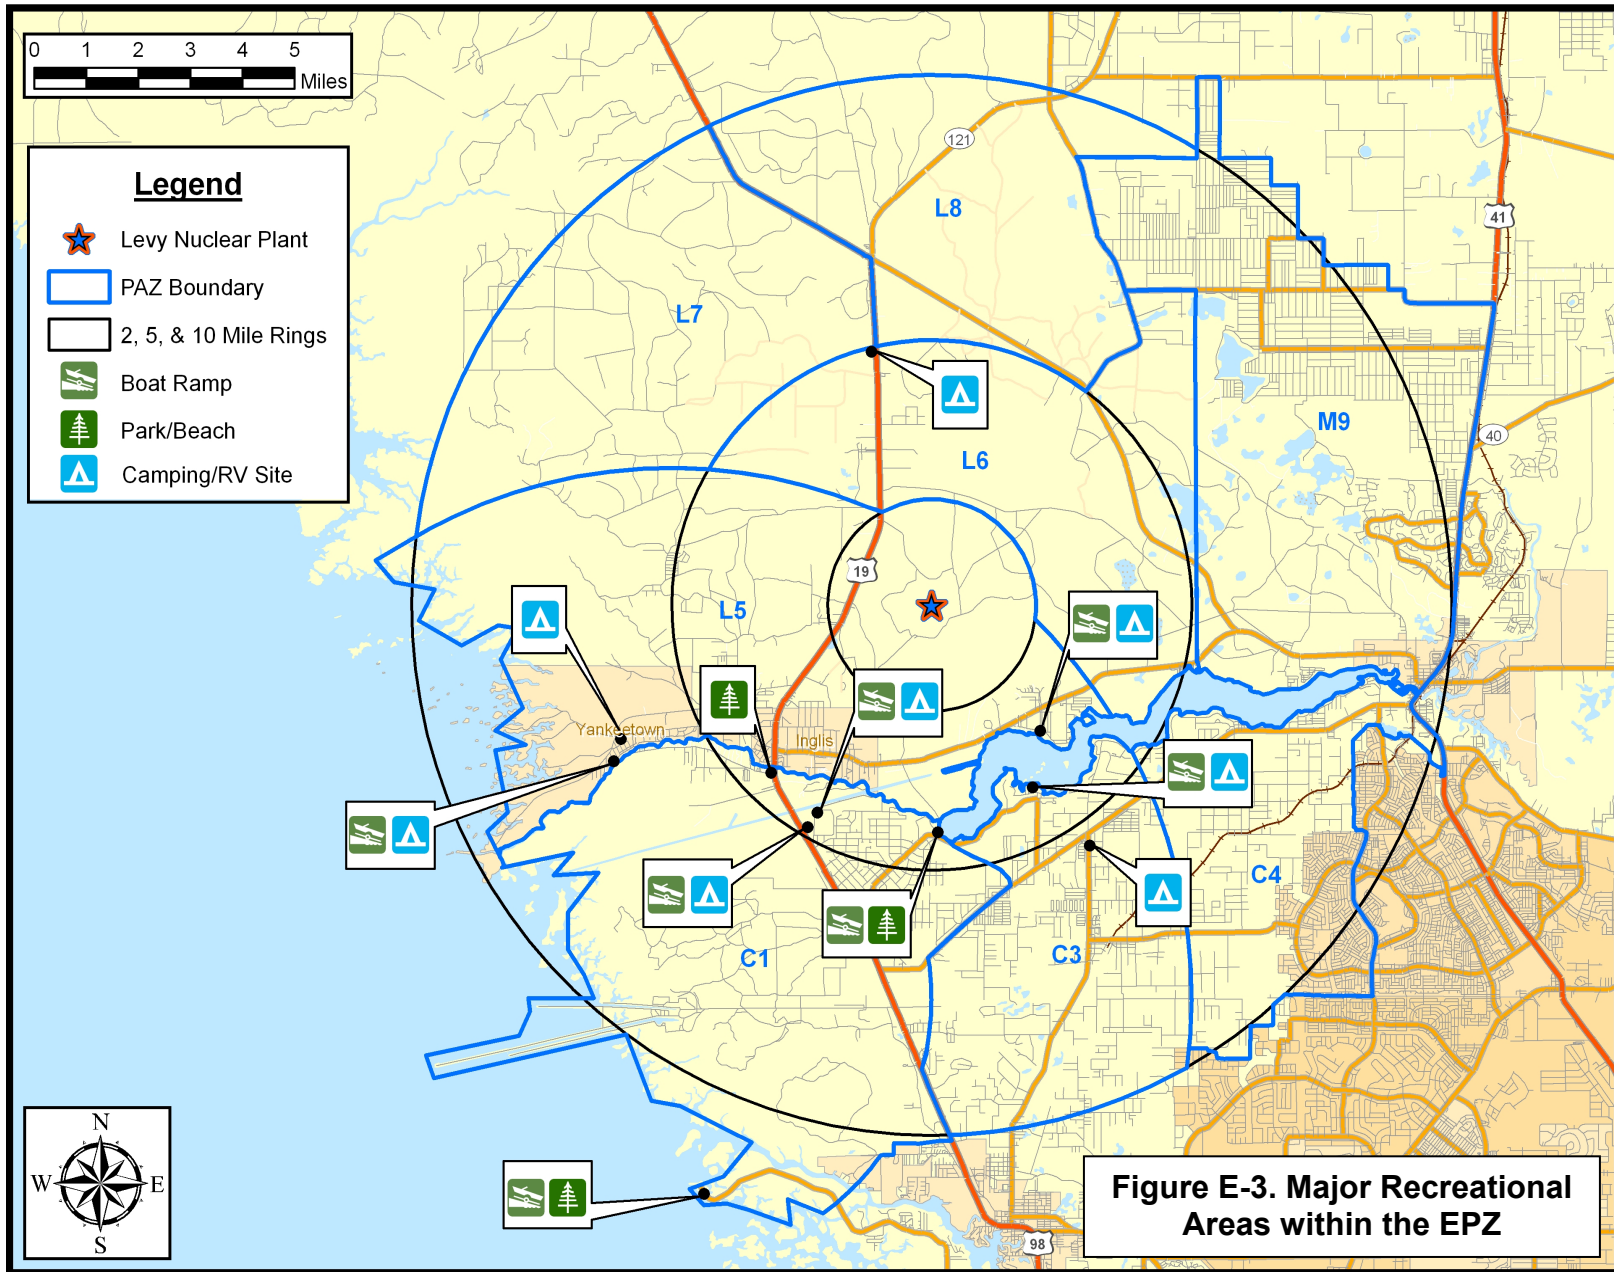 0 1 2 3 4 5
Miles
Legend
Levy Nuclear Plant
PAZ Boundary
2, 5, & 10 Mile Rings
Boat Ramp
Park/Beach
Camping/RV Site
121
L8
41
L7
M9
40
L6
19
L5
Yankeetown
Inglis
C4
C1
C3
N
W E
S
98
Figure E-3. Major Recreational
Areas within the EPZ